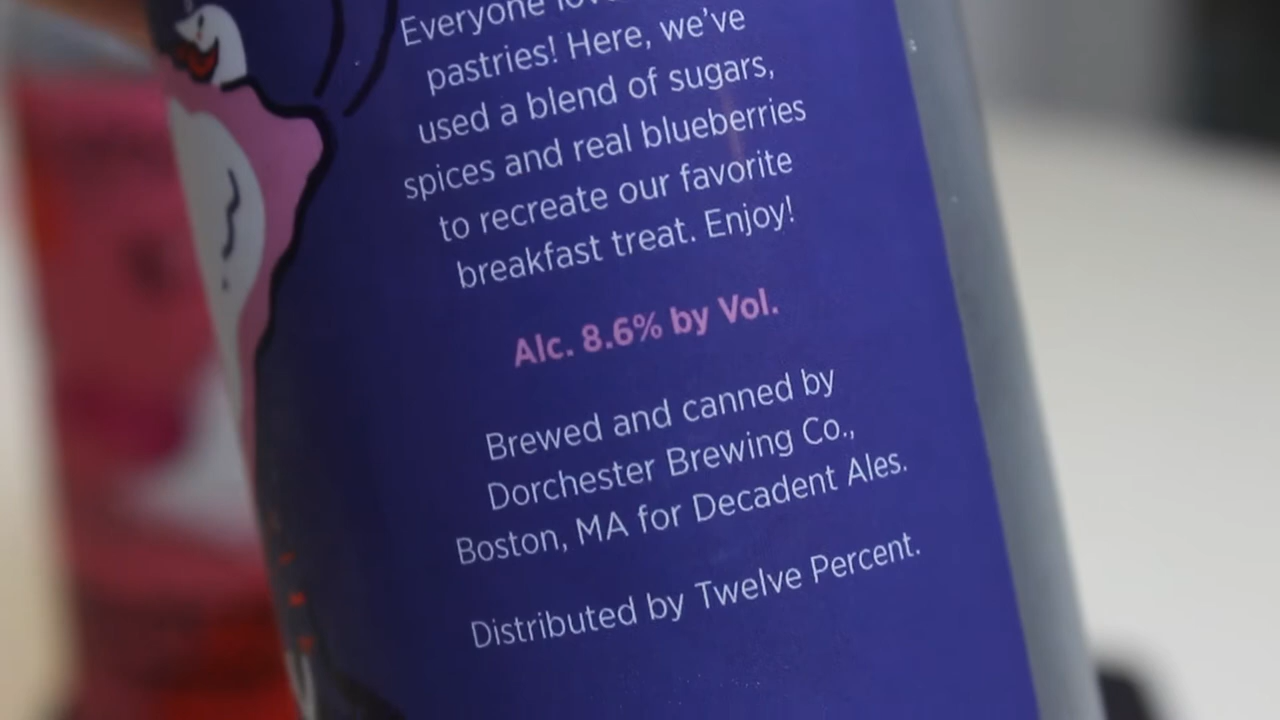 Everyone
pastries! Here, we've
used a blend of sugars,
spices and real blueberries
to recreate our favorite
breakfast treat. Enjoy!
Alc. 8.6% by Vol.
Brewed and canned by
Dorchester Brewing Co.,
Boston, MA for Decadent Ales.
Distributed by Twelve Percent.